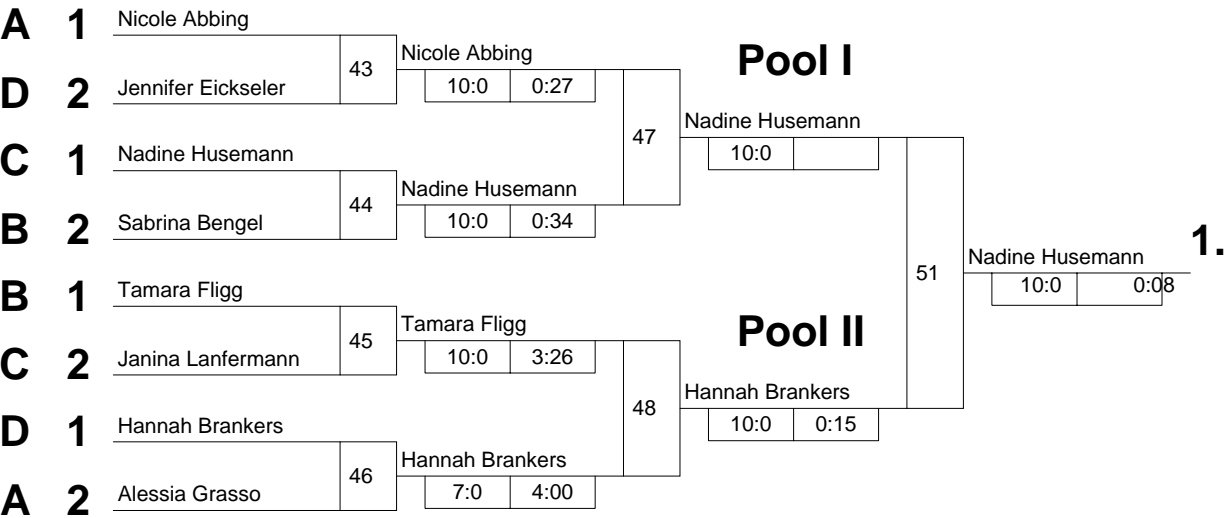 A 1 Nicole Abbing
43
Nicole Abbing
10:0 0:27
D 2 Jennifer Eickseler
Pool I
47
Nadine Husemann
10:0
C 1 Nadine Husemann
44
Nadine Husemann
10:0 0:34
B 2 Sabrina Bengel
51
Nadine Husemann
10:0 0:08
1.
B 1 Tamara Fligg
45
Tamara Fligg
10:0 3:26
C 2 Janina Lanfermann
Pool II
48
Hannah Brankers
10:0 0:15
D 1 Hannah Brankers
46
Hannah Brankers
7:0 4:00
A 2 Alessia Grasso